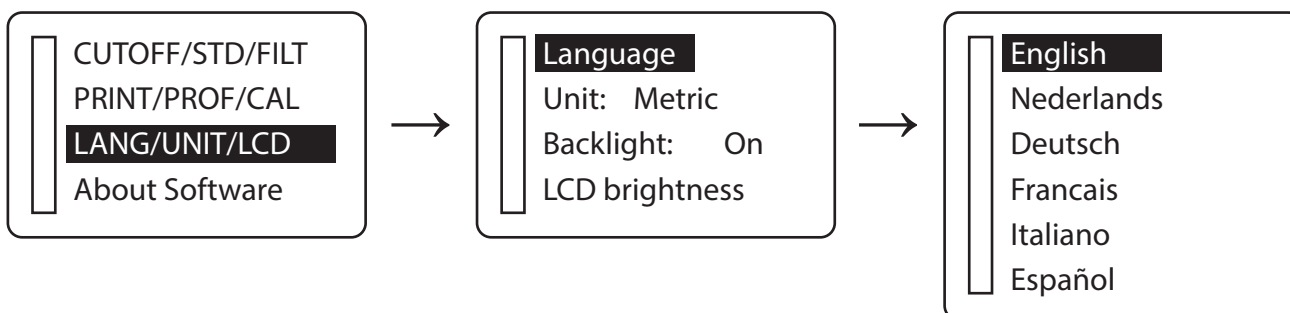 CUTOFF/STD/FILT
PRINT/PROF/CAL
LANG/UNIT/LCD
About Software
Language
Unit: Metric
Backlight: On
LCD brightness
English
Nederlands
Deutsch
Francais
Italiano
Español